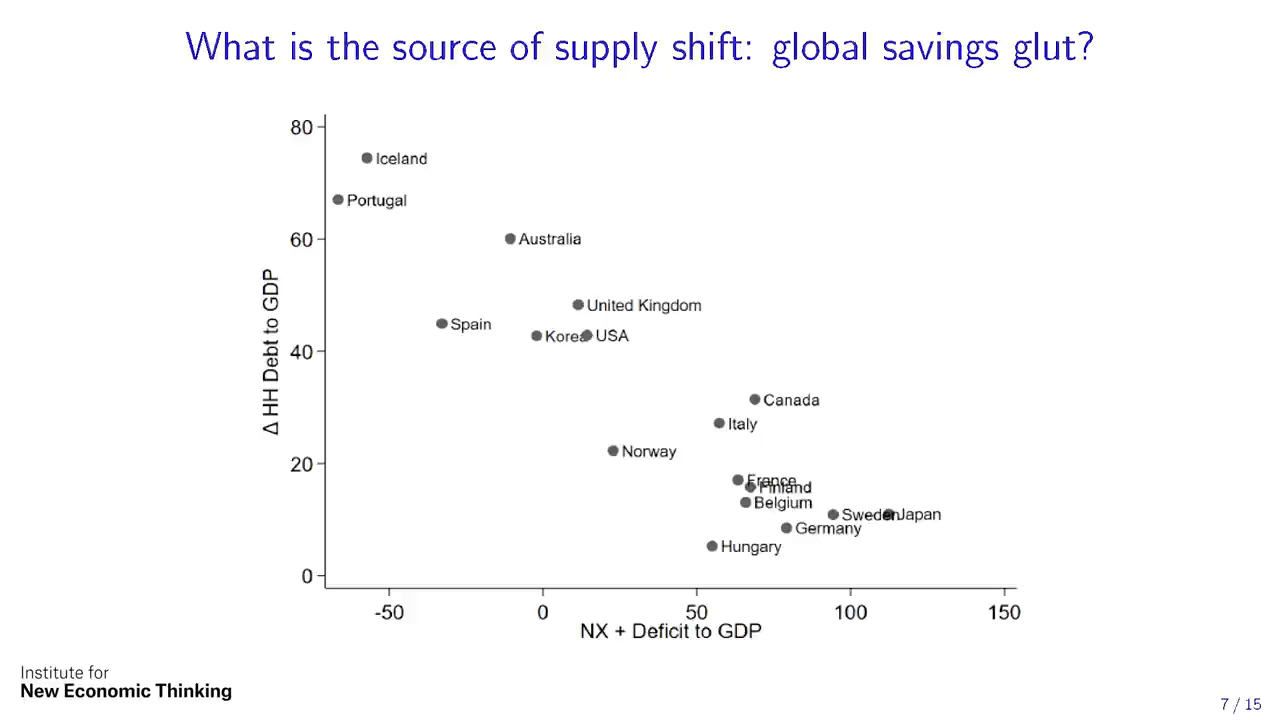 What is the source of supply shift: global savings glut?
80
60
40
20
0
Δ HH Debt to GDP
Iceland
Portugal
Australia
United Kingdom
Spain
Korea
USA
Canada
Italy
Norway
France
Finland
Belgium
Sweden
Japan
Germany
Hungary
-50
0
50
100
150
NX + Deficit to GDP
Institute for
New Economic Thinking
7 / 15